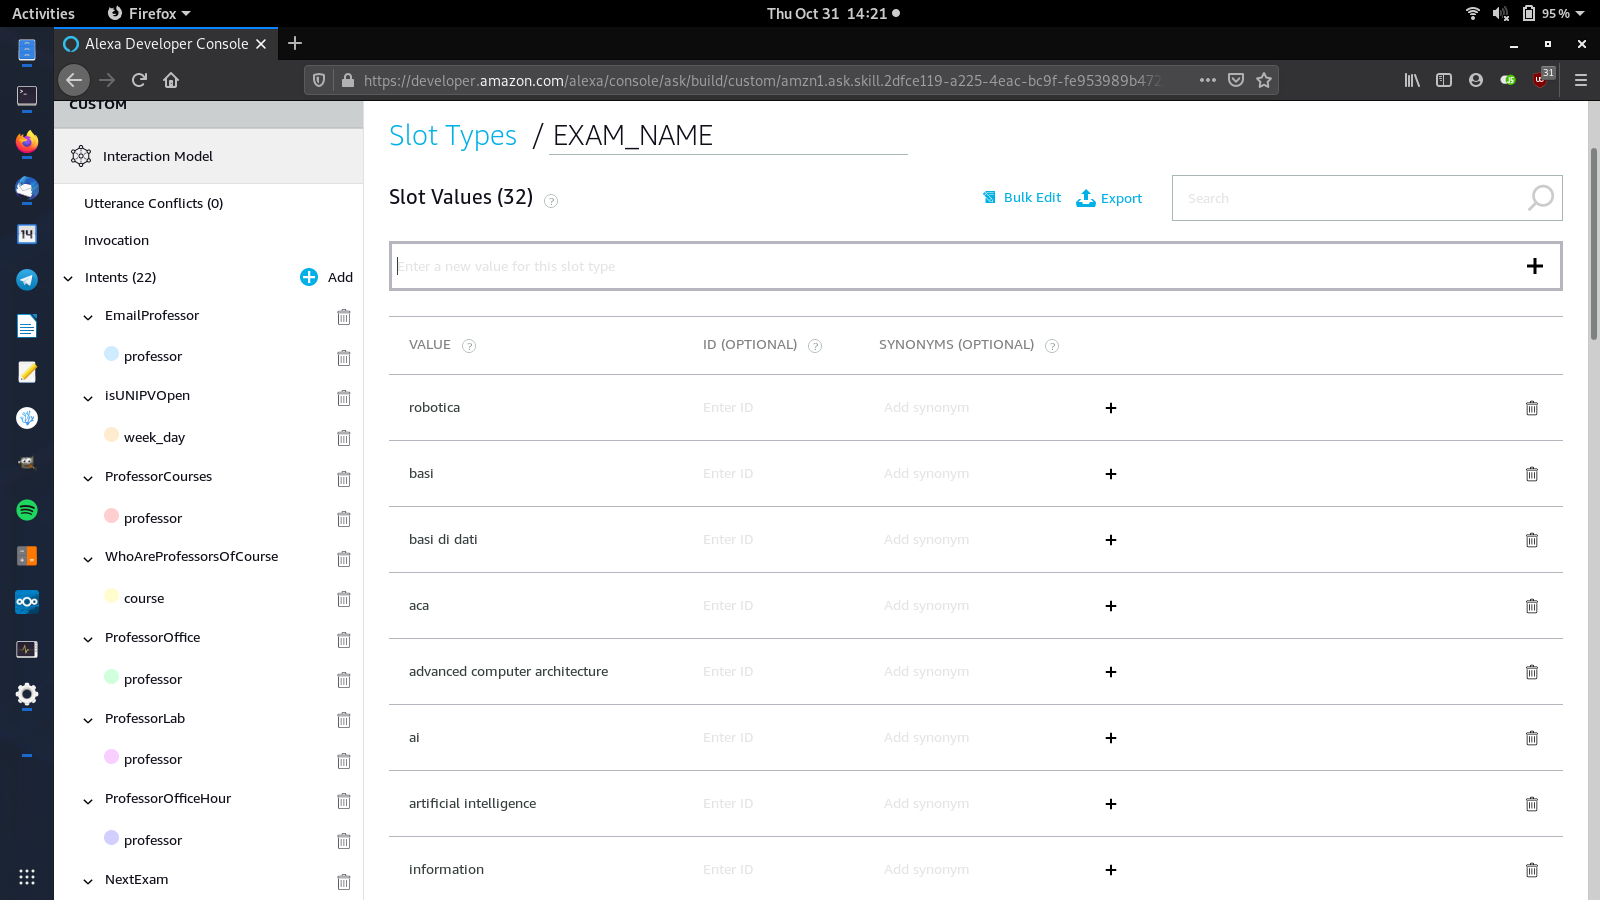 Activities
Firefox
Thu Oct 31 14:21
95 %
Alexa Developer Console
https://developer.amazon.com/alexa/console/ask/build/custom/amzn1.ask.skill.2dfce119-a225-4eac-bc9f-fe953989b472
31
14
CUSTOM
Interaction Model
Utterance Conflicts (0)
Invocation
Intents (22)
Add
EmailProfessor
professor
isUNIPVOpen
week_day
ProfessorCourses
professor
WhoAreProfessorsOfCourse
course
ProfessorOffice
professor
ProfessorLab
professor
ProfessorOfficeHour
professor
NextExam
Slot Types / EXAM_NAME
Slot Values (32) ?
Bulk Edit
Export
Search
Enter a new value for this slot type
VALUE ? ID (OPTIONAL) ? SYNONYMS (OPTIONAL) ?
robotica Enter ID Add synonym
basi Enter ID Add synonym
basi di dati Enter ID Add synonym
aca Enter ID Add synonym
advanced computer architecture Enter ID Add synonym
ai Enter ID Add synonym
artificial intelligence Enter ID Add synonym
information Enter ID Add synonym